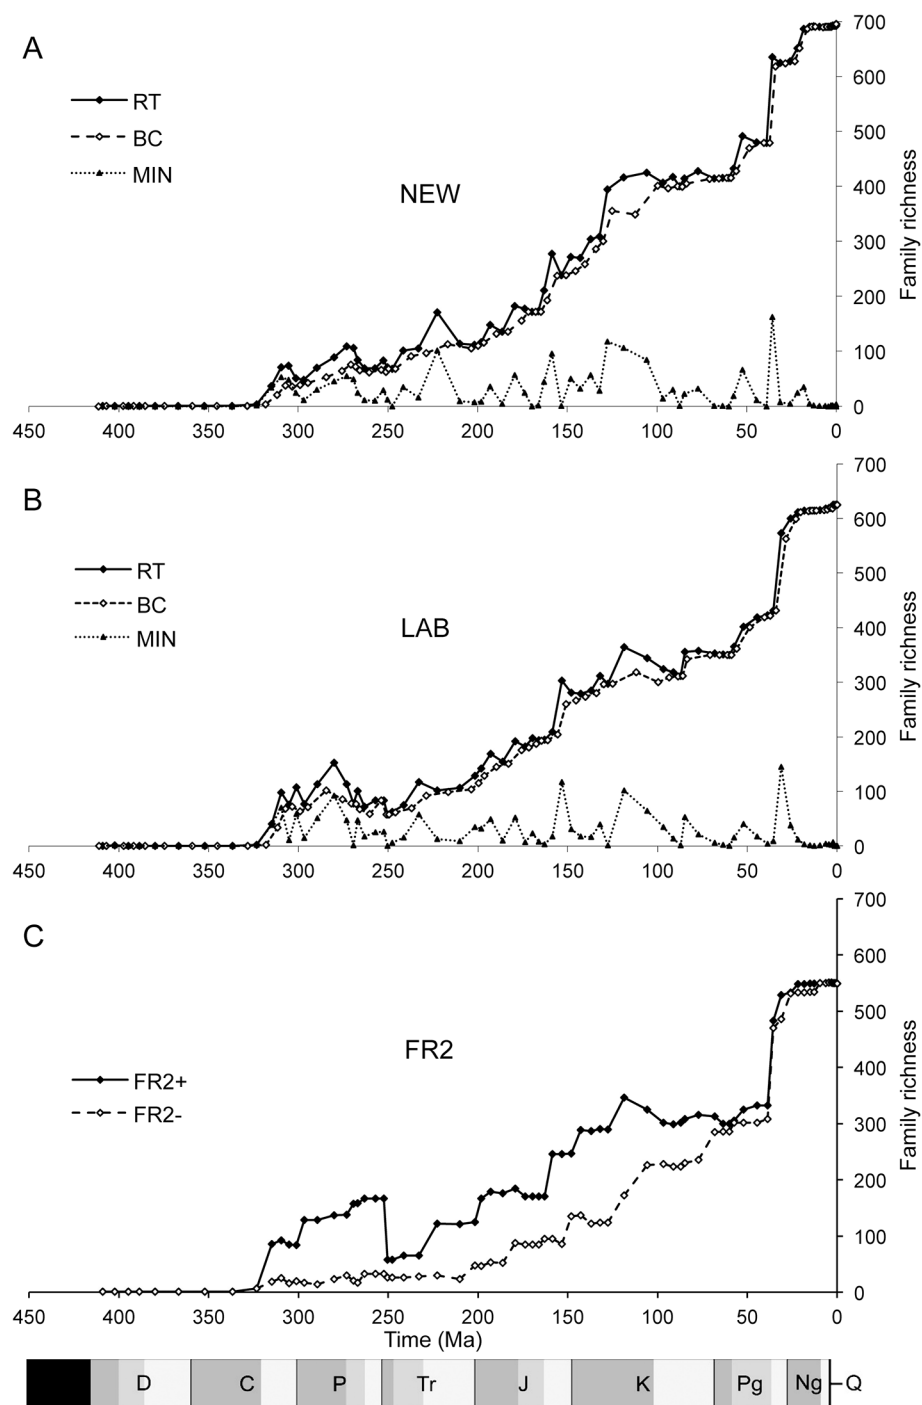 A
RT
BC
MIN
NEW
Family richness
700
600
500
400
300
200
100
0
450 400 350 300 250 200 150 100 50 0
B
RT
BC
MIN
LAB
Family richness
700
600
500
400
300
200
100
0
450 400 350 300 250 200 150 100 50 0
C
FR2
FR2+
FR2-
Family richness
700
600
500
400
300
200
100
0
450 400 350 300 250 200 150 100 50 0
Time (Ma)
D C P Tr J K Pg Ng Q